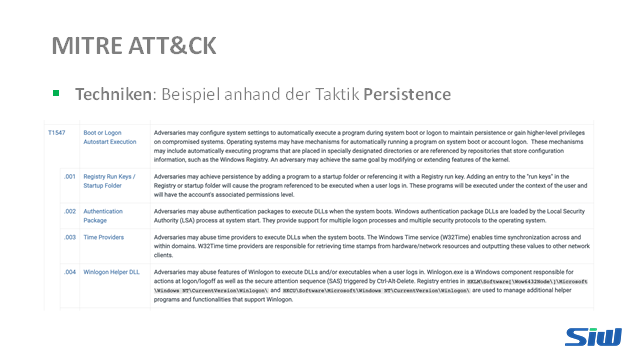 MITRE ATT&CK
Techniken: Beispiel anhand der Taktik Persistence
T1547 Boot or Logon Autostart Execution Adversaries may configure system settings to automatically execute a program during system boot or logon to maintain persistence or gain higher-level privileges
on compromised systems. Operating systems may have mechanisms for automatically running a program on system boot or account logon. These mechanisms
may include automatically executing programs that are placed in specially designated directories or are referenced by repositories that store configuration
information, such as the Windows Registry. An adversary may achieve the same goal by modifying or extending features of the kernel.
.001 Registry Run Keys / Startup Folder Adversaries may achieve persistence by adding a program to a startup folder or referencing it with a Registry run key. Adding an entry to the "run keys" in the
Registry or startup folder will cause the program referenced to be executed when a user logs in. These programs will be executed under the context of the user and
will have the account's associated permissions level.
.002 Authentication Package Adversaries may abuse authentication packages to execute DLLs when the system boots. Windows authentication package DLLs are loaded by the Local Security
Authority (LSA) process at system start. They provide support for multiple logon processes and multiple security protocols to the operating system.
.003 Time Providers Adversaries may abuse time providers to execute DLLs when the system boots. The Windows Time service (W32Time) enables time synchronization across and
within domains. W32Time time providers are responsible for retrieving time stamps from hardware/network resources and outputting these values to other network
clients.
.004 Winlogon Helper DLL Adversaries may abuse features of Winlogon to execute DLLs and/or executables when a user logs in. Winlogon.exe is a Windows component responsible for
actions at logon/logoff as well as the secure attention sequence (SAS) triggered by Ctrl-Alt-Delete. Registry entries in HKLM\Software[\Wow6432Node\]\Microsoft
\Windows NT\CurrentVersion\Winlogon\ and HKCU\Software\Microsoft\Windows NT\CurrentVersion\Winlogon\ are used to manage additional helper
programs and functionalities that support Winlogon.
SIW